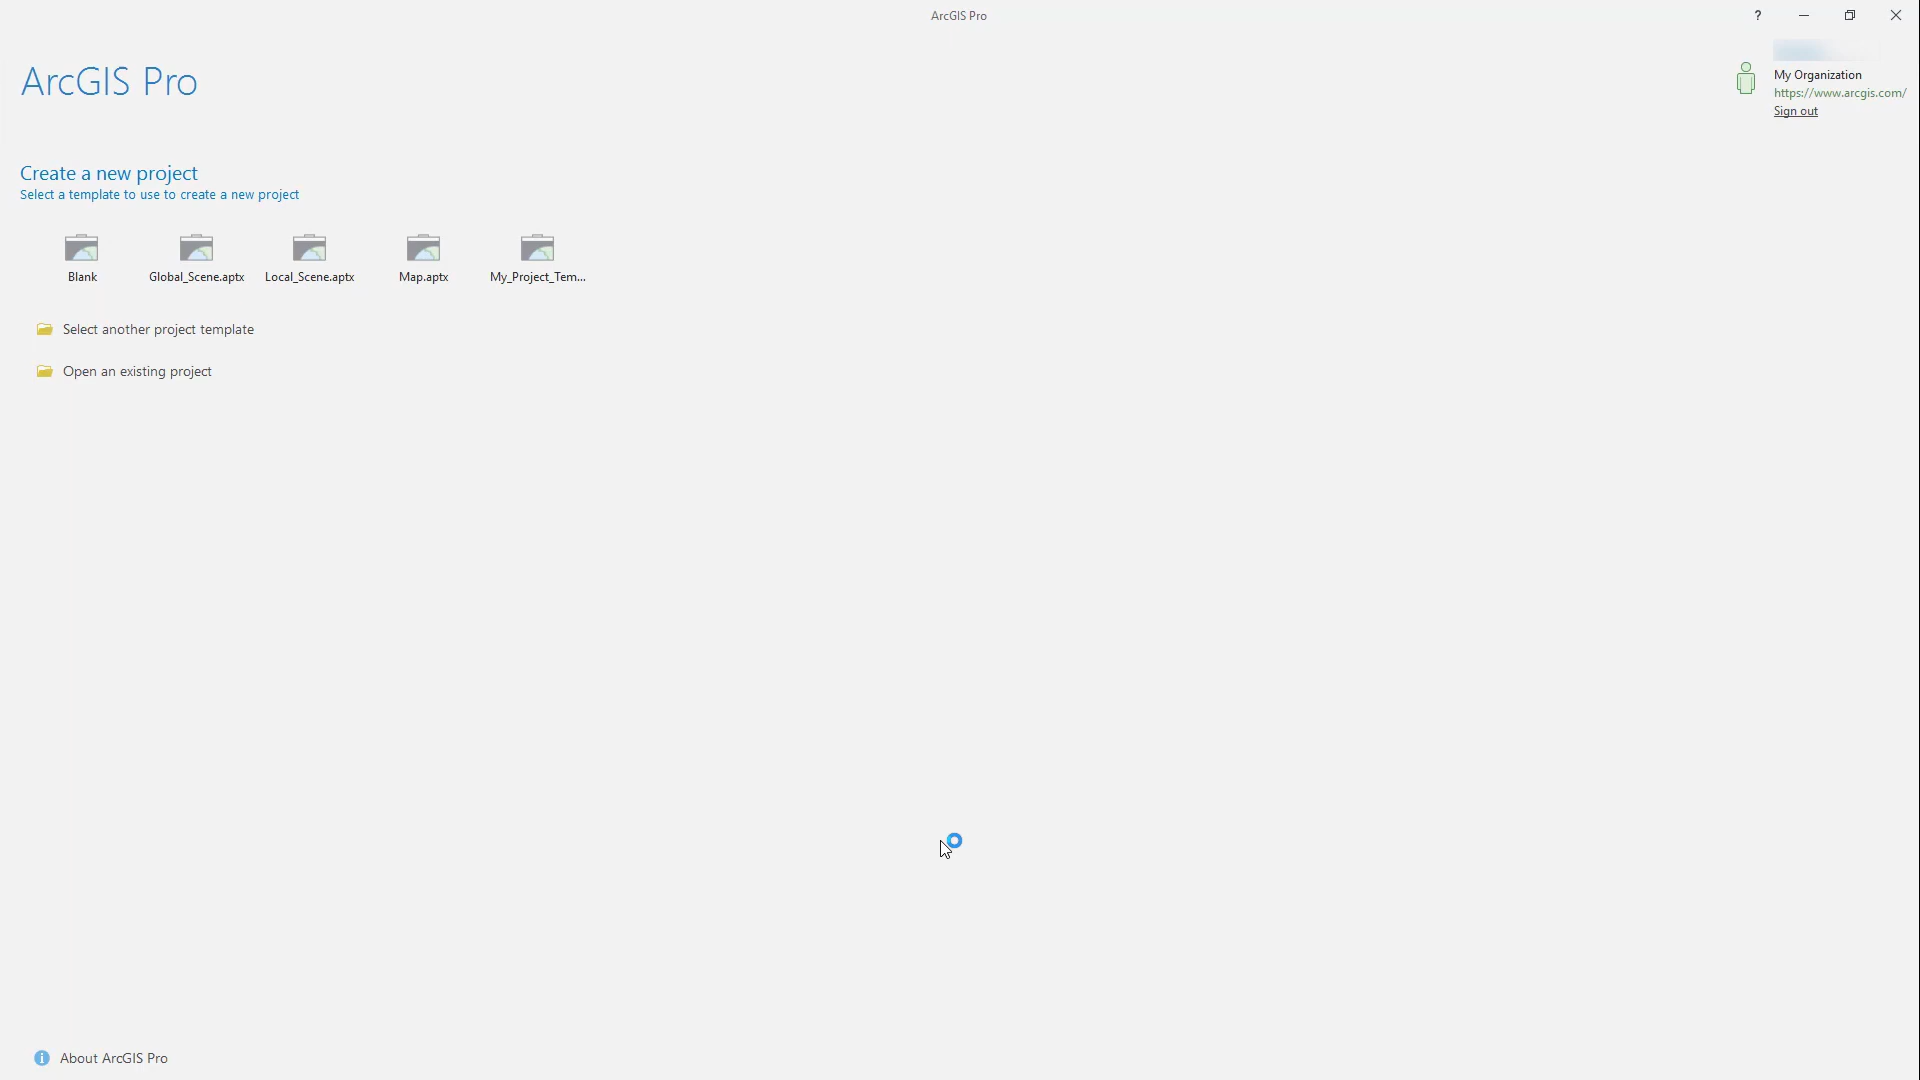 ArcGIS Pro
?
ArcGIS Pro
My Organization
https://www.arcgis.com/
Sign out
Create a new project
Select a template to use to create a new project
Blank
Global_Scene.aptx
Local_Scene.aptx
Map.aptx
My_Project_Tem...
Select another project template
Open an existing project
About ArcGIS Pro